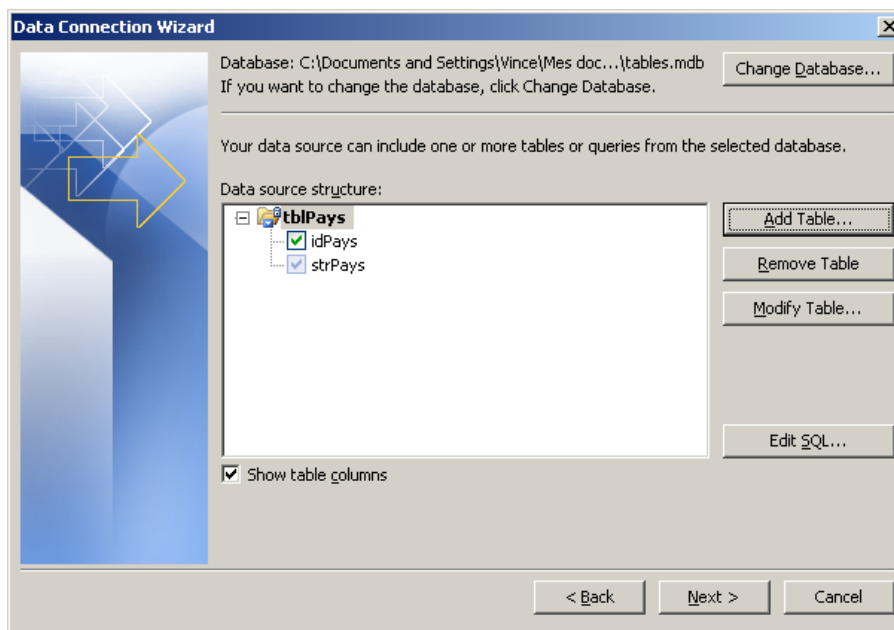 Data Connection Wizard
Database: C:\Documents and Settings\Vince\Mes doc...\tables.mdb
Change Database...
If you want to change the database, click Change Database.
Your data source can include one or more tables or queries from the selected database.
Data source structure:
tblPays
Add Table...
idPays
strPays
Remove Table
Modify Table...
Edit SQL...
Show table columns
< Back
Next >
Cancel